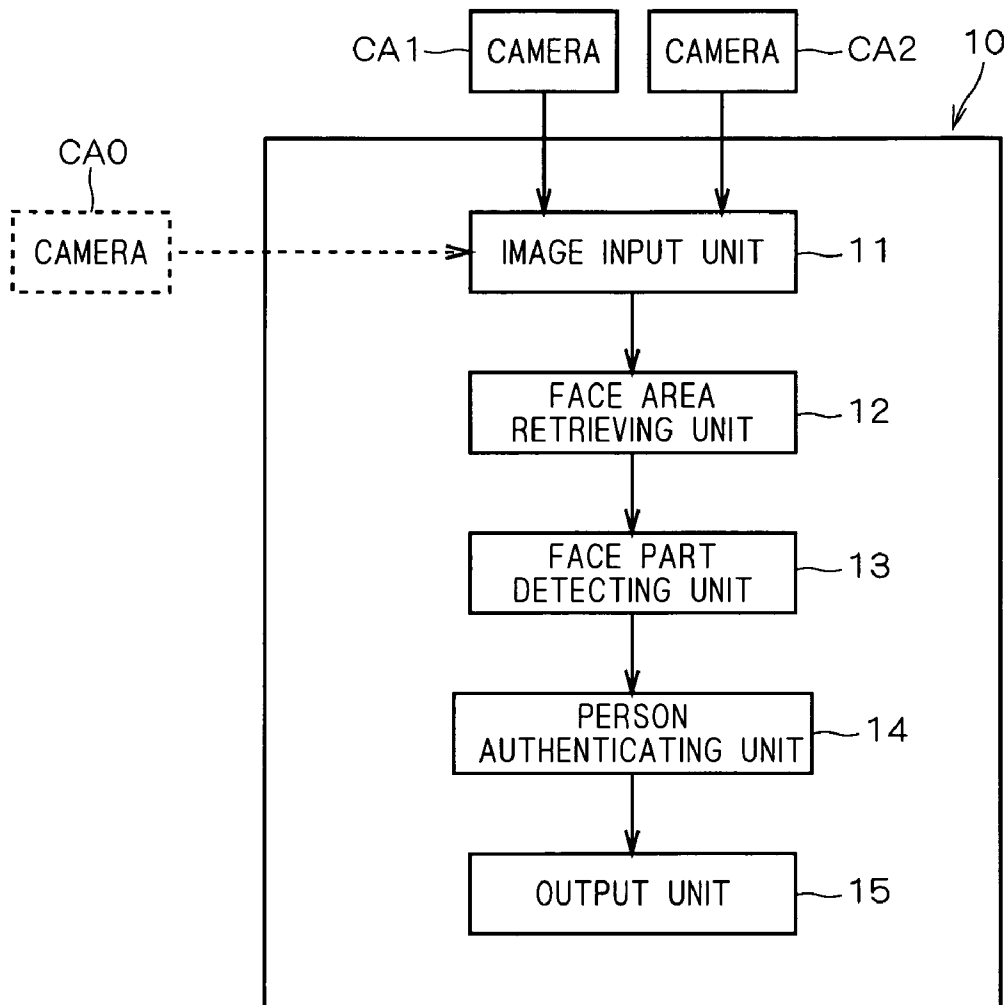 CA1
CAMERA
CAMERA
CA2
10
CA0
CAMERA
IMAGE INPUT UNIT
11
FACE AREA
RETRIEVING UNIT
12
FACE PART
DETECTING UNIT
13
PERSON
AUTHENTICATING UNIT
14
OUTPUT UNIT
15